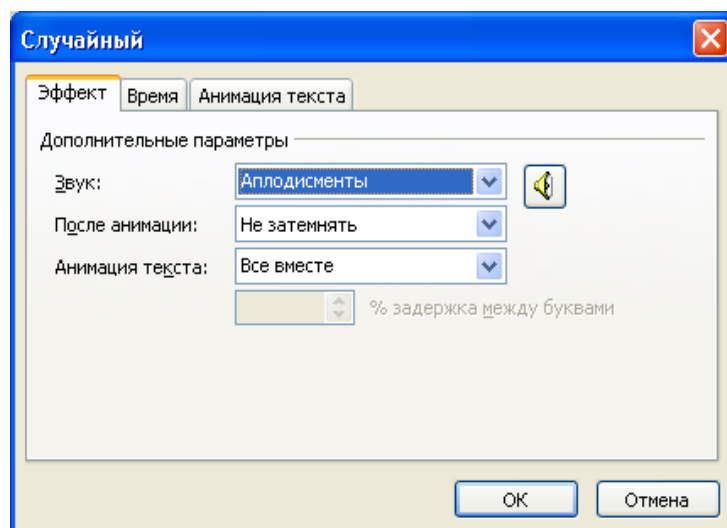 Случайный
Эффект Время Анимация текста
Дополнительные параметры
Звук: Аплодисменты
После анимации: Не затемнять
Анимация текста: Все вместе
% задержка между буквами
ОК Отмена